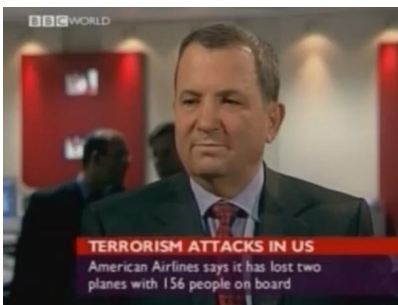 BBC WORLD
TERRORISM ATTACKS IN US
American Airlines says it has lost two
planes with 156 people on board